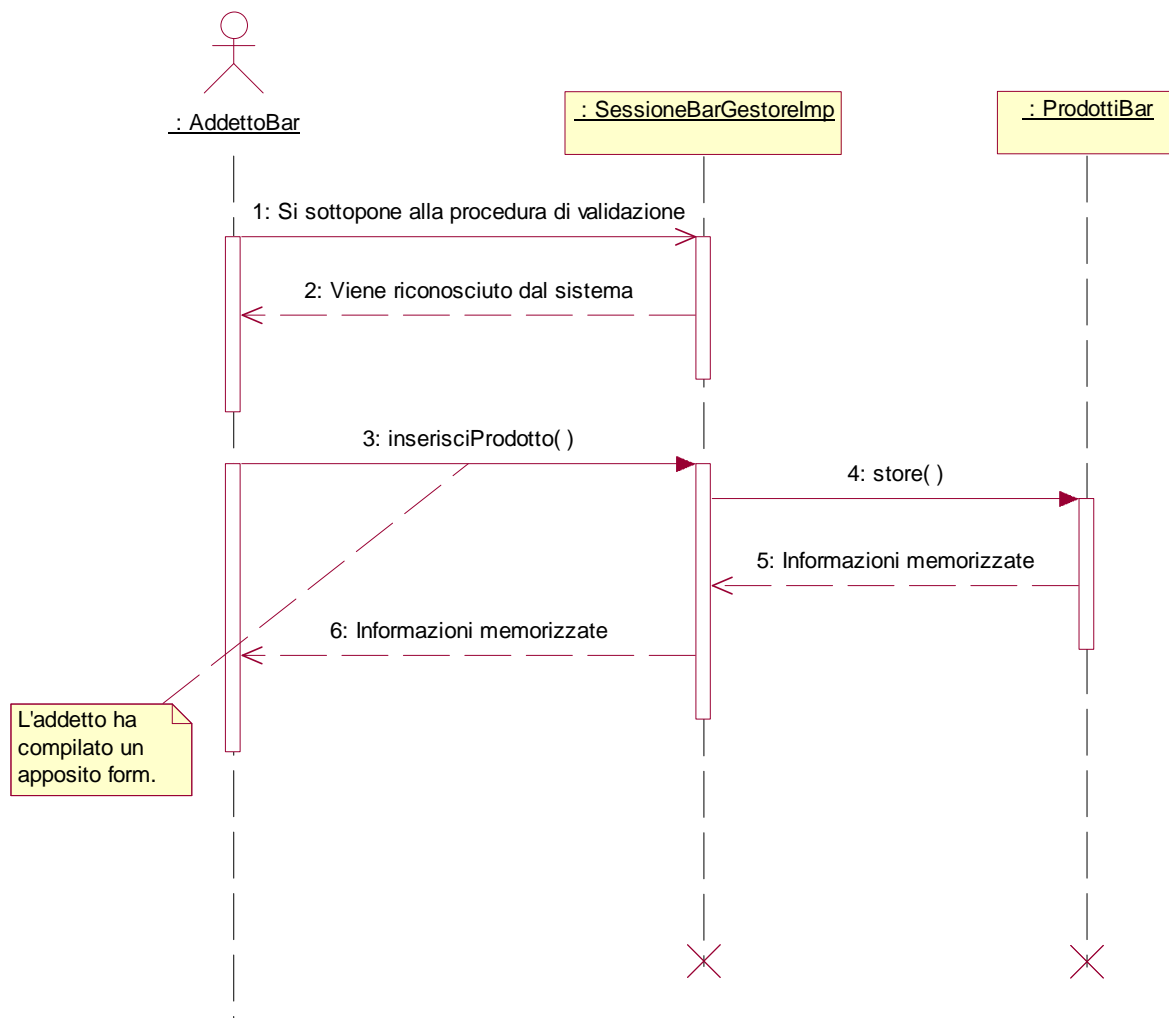 : AddettoBar
: SessioneBarGestoreImp
: ProdottiBar
1: Si sottopone alla procedura di validazione
2: Viene riconosciuto dal sistema
3: inserisciProdotto( )
4: store( )
5: Informazioni memorizzate
6: Informazioni memorizzate
L'addetto ha
compilato un
apposito form.